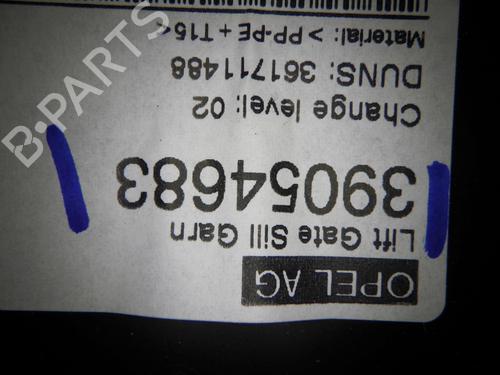 OPEL AG
Lift Gate Sill Garn
39054683
Change level: 02
DUNS: 361711488
Material: > PP-PE + T15 <
B-PARTS